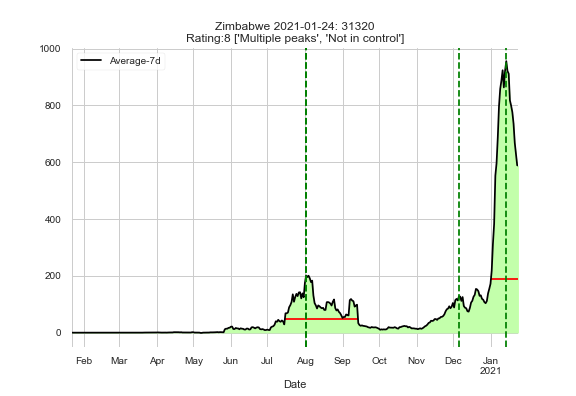 Zimbabwe 2021-01-24: 31320
Rating:8 ['Multiple peaks', 'Not in control']
Average-7d
1000
800
600
400
200
0
Feb Mar Apr May Jun Jul Aug Sep Oct Nov Dec Jan
2021
Date